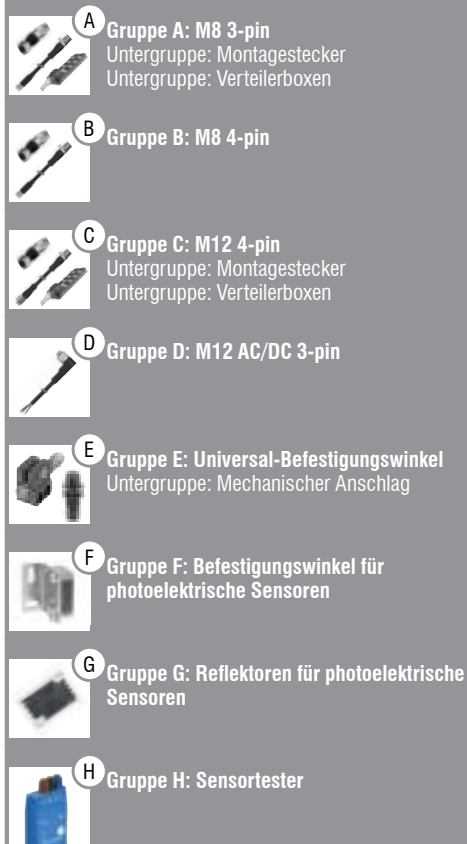 A
Gruppe A: M8 3-pin
Untergruppe: Montagestecker
Untergruppe: Verteilerboxen
B
Gruppe B: M8 4-pin
C
Gruppe C: M12 4-pin
Untergruppe: Montagestecker
Untergruppe: Verteilerboxen
D
Gruppe D: M12 AC/DC 3-pin
E
Gruppe E: Universal-Befestigungswinkel
Untergruppe: Mechanischer Anschlag
F
Gruppe F: Befestigungswinkel für
photoelektrische Sensoren
G
Gruppe G: Reflektoren für photoelektrische
Sensoren
H
Gruppe H: Sensortester